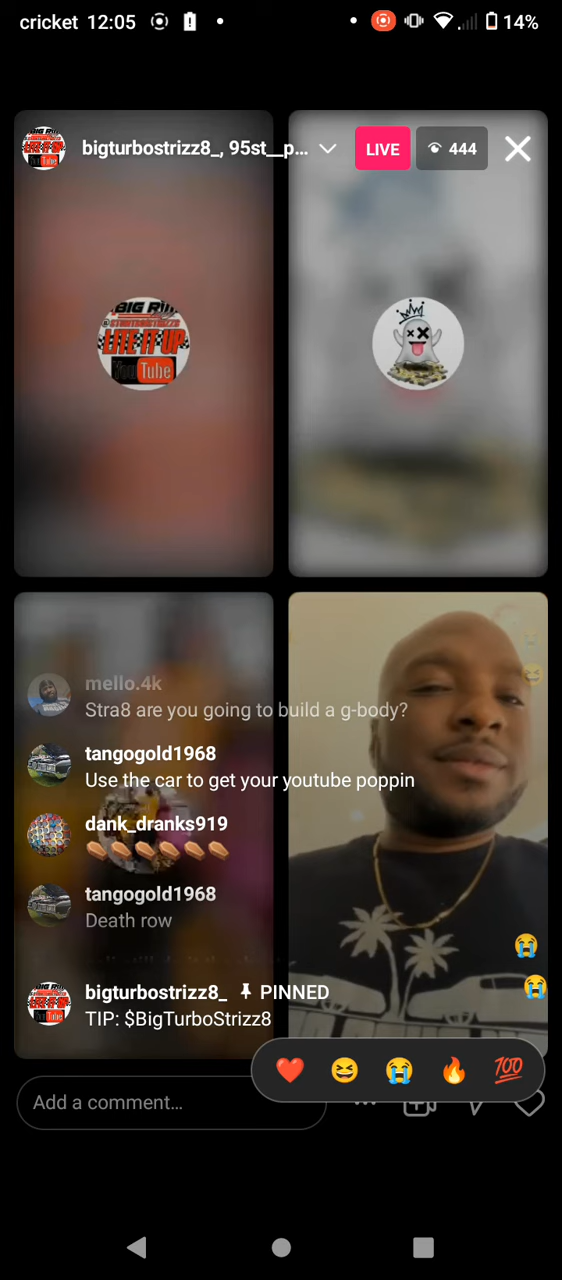 cricket 12:05
14%
bigturbostrizz8_, 95st__p...
LIVE
444
BIG
LITE IT UP
YouTube
mello.4k
Str8 are you going to build a g-body?
tangogold1968
Use the car to get your youtube poppin
dank_dranks919
⚰️⚰️⚰️⚰️⚰️⚰️
tangogold1968
Death row
bigturbostrizz8_ PINNED
TIP: $BigTurboStrizz8
Add a comment…